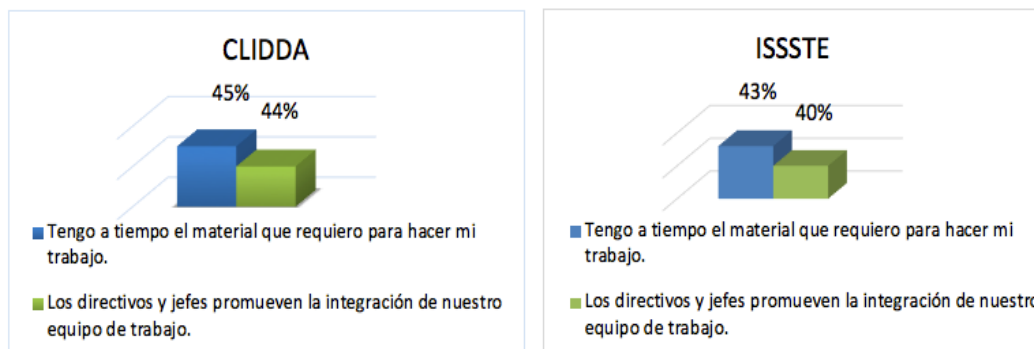 CLIDDA
45%
44%
Tengo a tiempo el material que requiero para hacer mi
trabajo.
Los directivos y jefes promueven la integración de nuestro
equipo de trabajo.
ISSSTE
43%
40%
Tengo a tiempo el material que requiero para hacer mi
trabajo.
Los directivos y jefes promueven la integración de nuestro
equipo de trabajo.